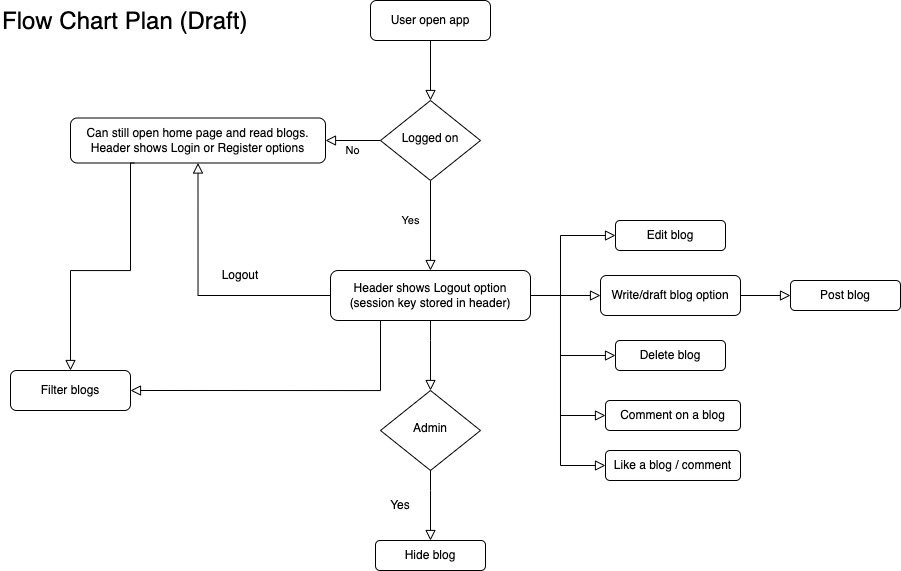 Flow Chart Plan (Draft)
User open app
Logged on
Can still open home page and read blogs.
Header shows Login or Register options
No
Yes
Logout
Header shows Logout option
(session key stored in header)
Edit blog
Write/draft blog option
Post blog
Delete blog
Filter blogs
Comment on a blog
Admin
Like a blog / comment
Yes
Hide blog